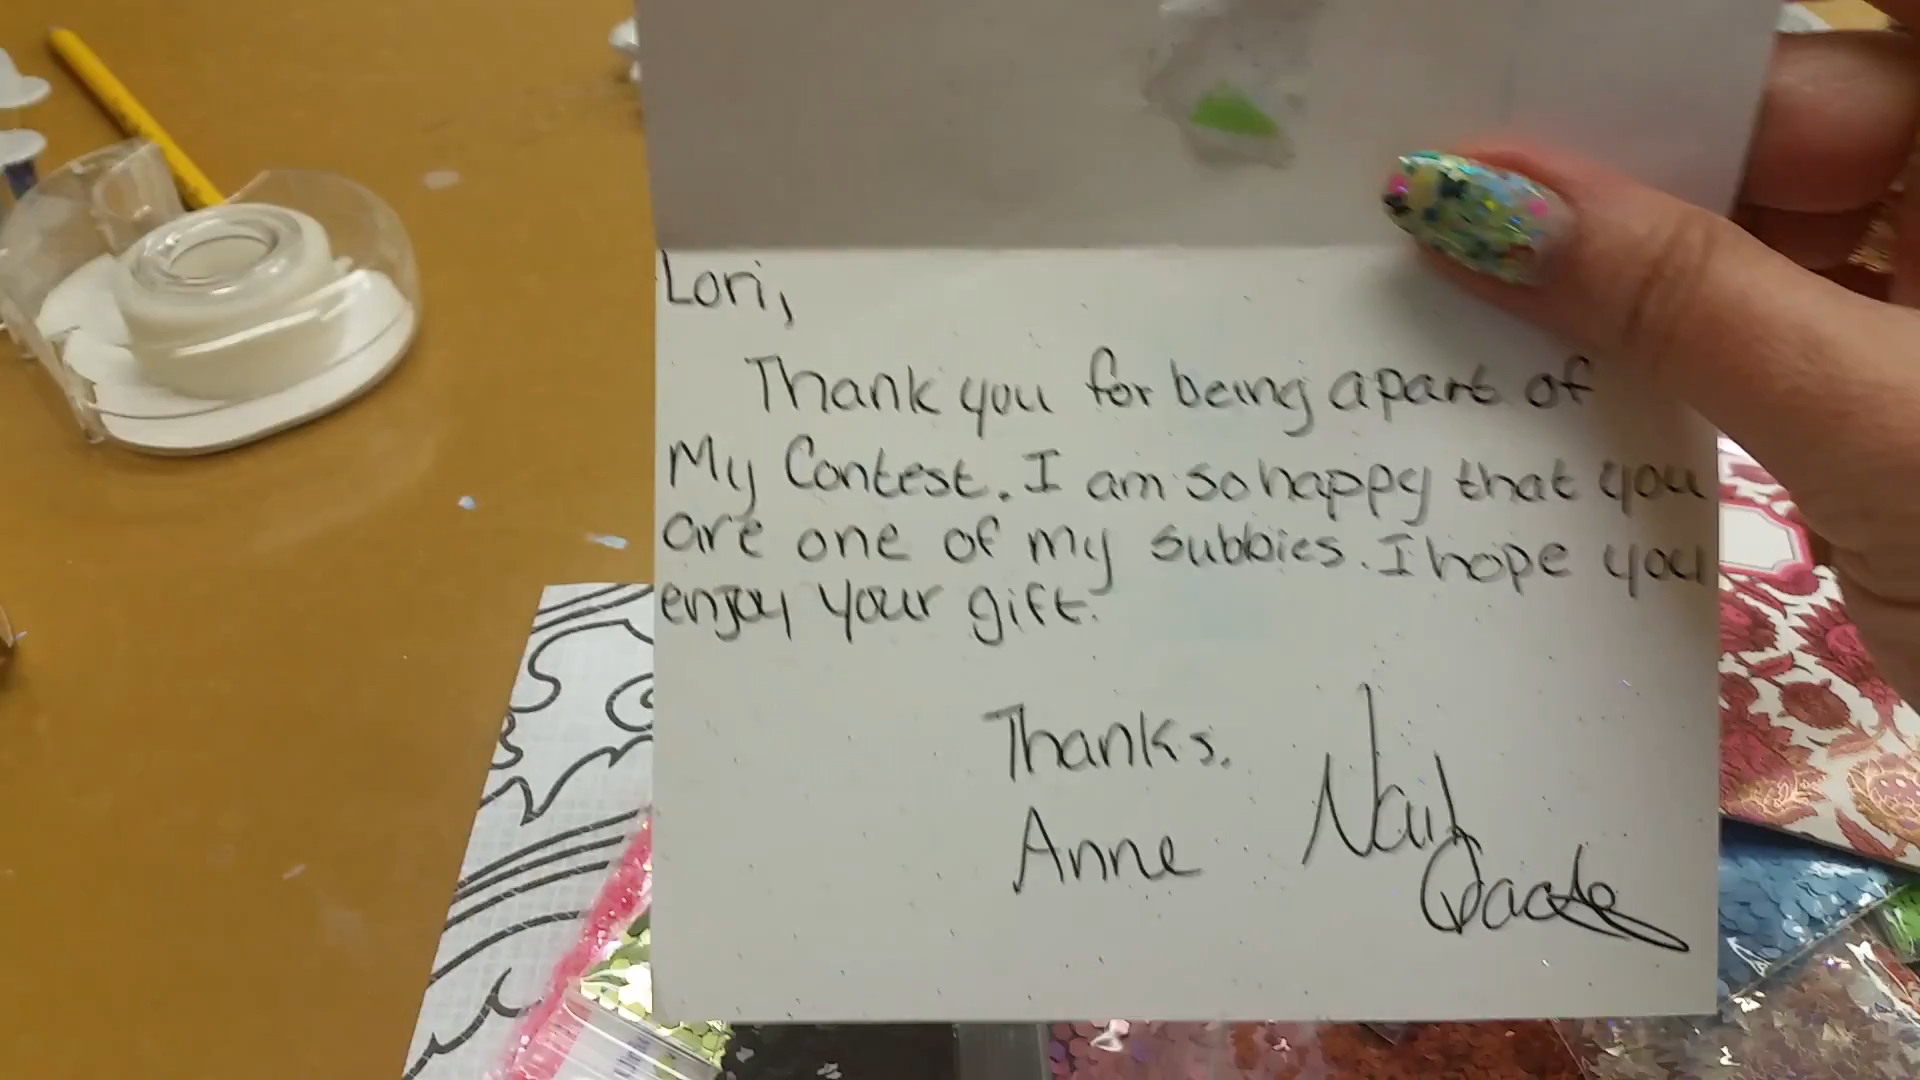 Lori,
Thank you for being apart of
My Contest. I am so happy that you
are one of my subbies. I hope you
enjoy your gift.
Thanks.
Anne
Nail